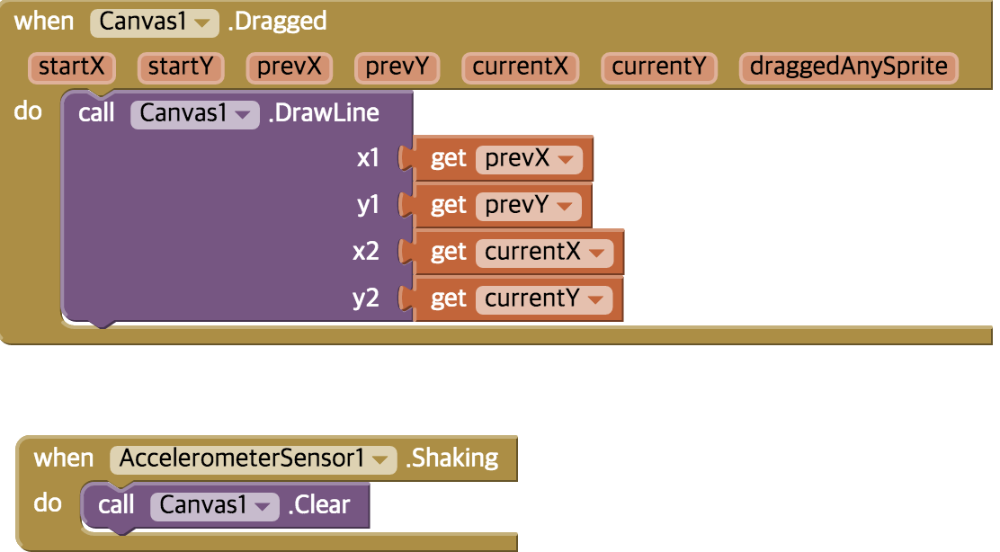 when Canvas1 .Dragged
startX startY prevX prevY currentX currentY draggedAnySprite
do call Canvas1 .DrawLine
x1 get prevX
y1 get prevY
x2 get currentX
y2 get currentY
when AccelerometerSensor1 .Shaking
do call Canvas1 .Clear